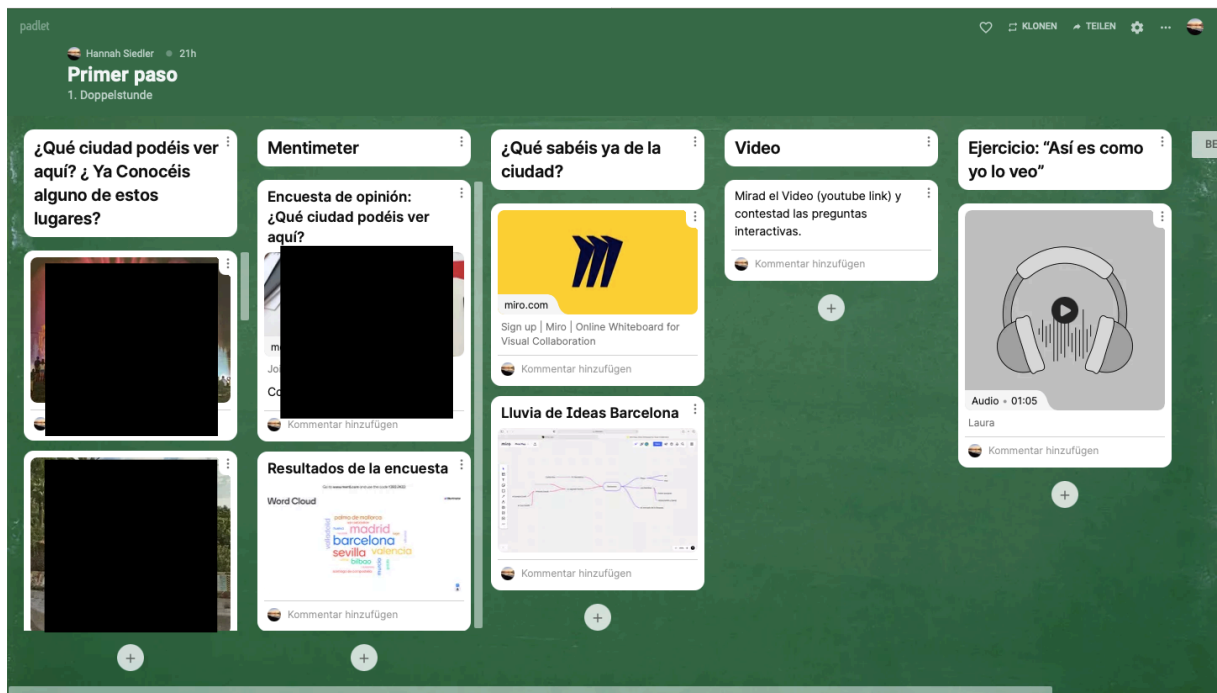 padlet
KLONEN
TEILEN
Hannah Siedler
21h
Primer paso
1. Doppelstunde
¿Qué ciudad podéis ver
aquí? ¿ Ya Conocéis
alguno de estos
lugares?
Mentimeter
Encuesta de opinión:
¿Qué ciudad podéis ver
aquí?
Kommentar hinzufügen
Resultados de la encuesta
Word Cloud
palma de mallorca
madrid
barcelona
sevilla valencia
bilbao
Kommentar hinzufügen
¿Qué sabéis ya de la
ciudad?
miro.com
Sign up | Miro | Online Whiteboard for
Visual Collaboration
Kommentar hinzufügen
Lluvia de Ideas Barcelona
Kommentar hinzufügen
Video
Mirad el Video (youtube link) y
contestad las preguntas
interactivas.
Kommentar hinzufügen
Ejercicio: “Así es como
yo lo veo”
Audio • 01:05
Laura
Kommentar hinzufügen
BE